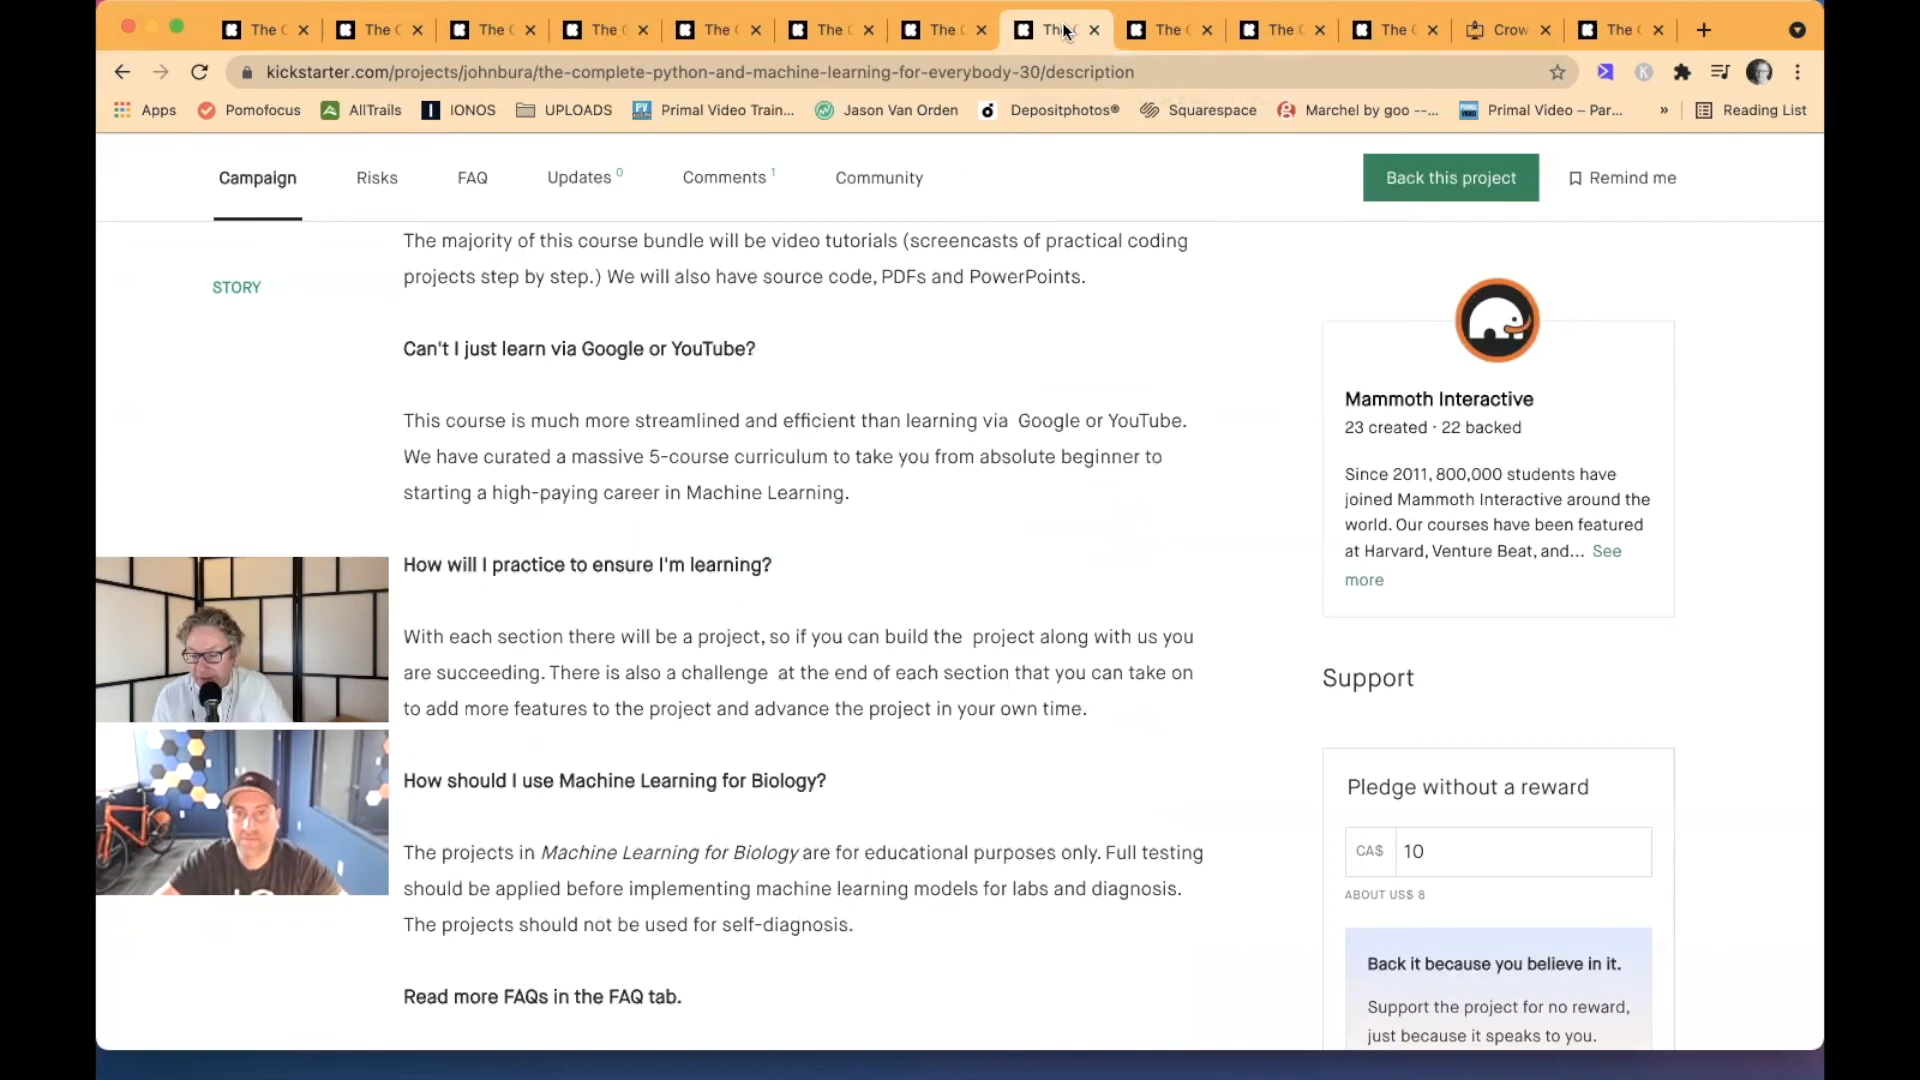 The C
The C
The C
The C
The C
The C
The C
The C
The C
The C
The C
Crow
The C
kickstarter.com/projects/johnbura/the-complete-python-and-machine-learning-for-everybody-30/description
Apps
Pomofocus
AllTrails
IONOS
UPLOADS
Primal Video Train...
Jason Van Orden
Depositphotos®
Squarespace
Marchel by goo --...
Primal Video – Par...
»
Reading List
Campaign
Risks
FAQ
Updates 0
Comments 1
Community
Back this project
Remind me
STORY
The majority of this course bundle will be video tutorials (screencasts of practical coding
projects step by step.) We will also have source code, PDFs and PowerPoints.
Can't I just learn via Google or YouTube?
This course is much more streamlined and efficient than learning via Google or YouTube.
We have curated a massive 5-course curriculum to take you from absolute beginner to
starting a high-paying career in Machine Learning.
How will I practice to ensure I'm learning?
With each section there will be a project, so if you can build the project along with us you
are succeeding. There is also a challenge at the end of each section that you can take on
to add more features to the project and advance the project in your own time.
How should I use Machine Learning for Biology?
The projects in Machine Learning for Biology are for educational purposes only. Full testing
should be applied before implementing machine learning models for labs and diagnosis.
The projects should not be used for self-diagnosis.
Read more FAQs in the FAQ tab.
Mammoth Interactive
23 created · 22 backed
Since 2011, 800,000 students have
joined Mammoth Interactive around the
world. Our courses have been featured
at Harvard, Venture Beat, and... See
more
Support
Pledge without a reward
CA$ 10
ABOUT US$ 8
Back it because you believe in it.
Support the project for no reward,
just because it speaks to you.